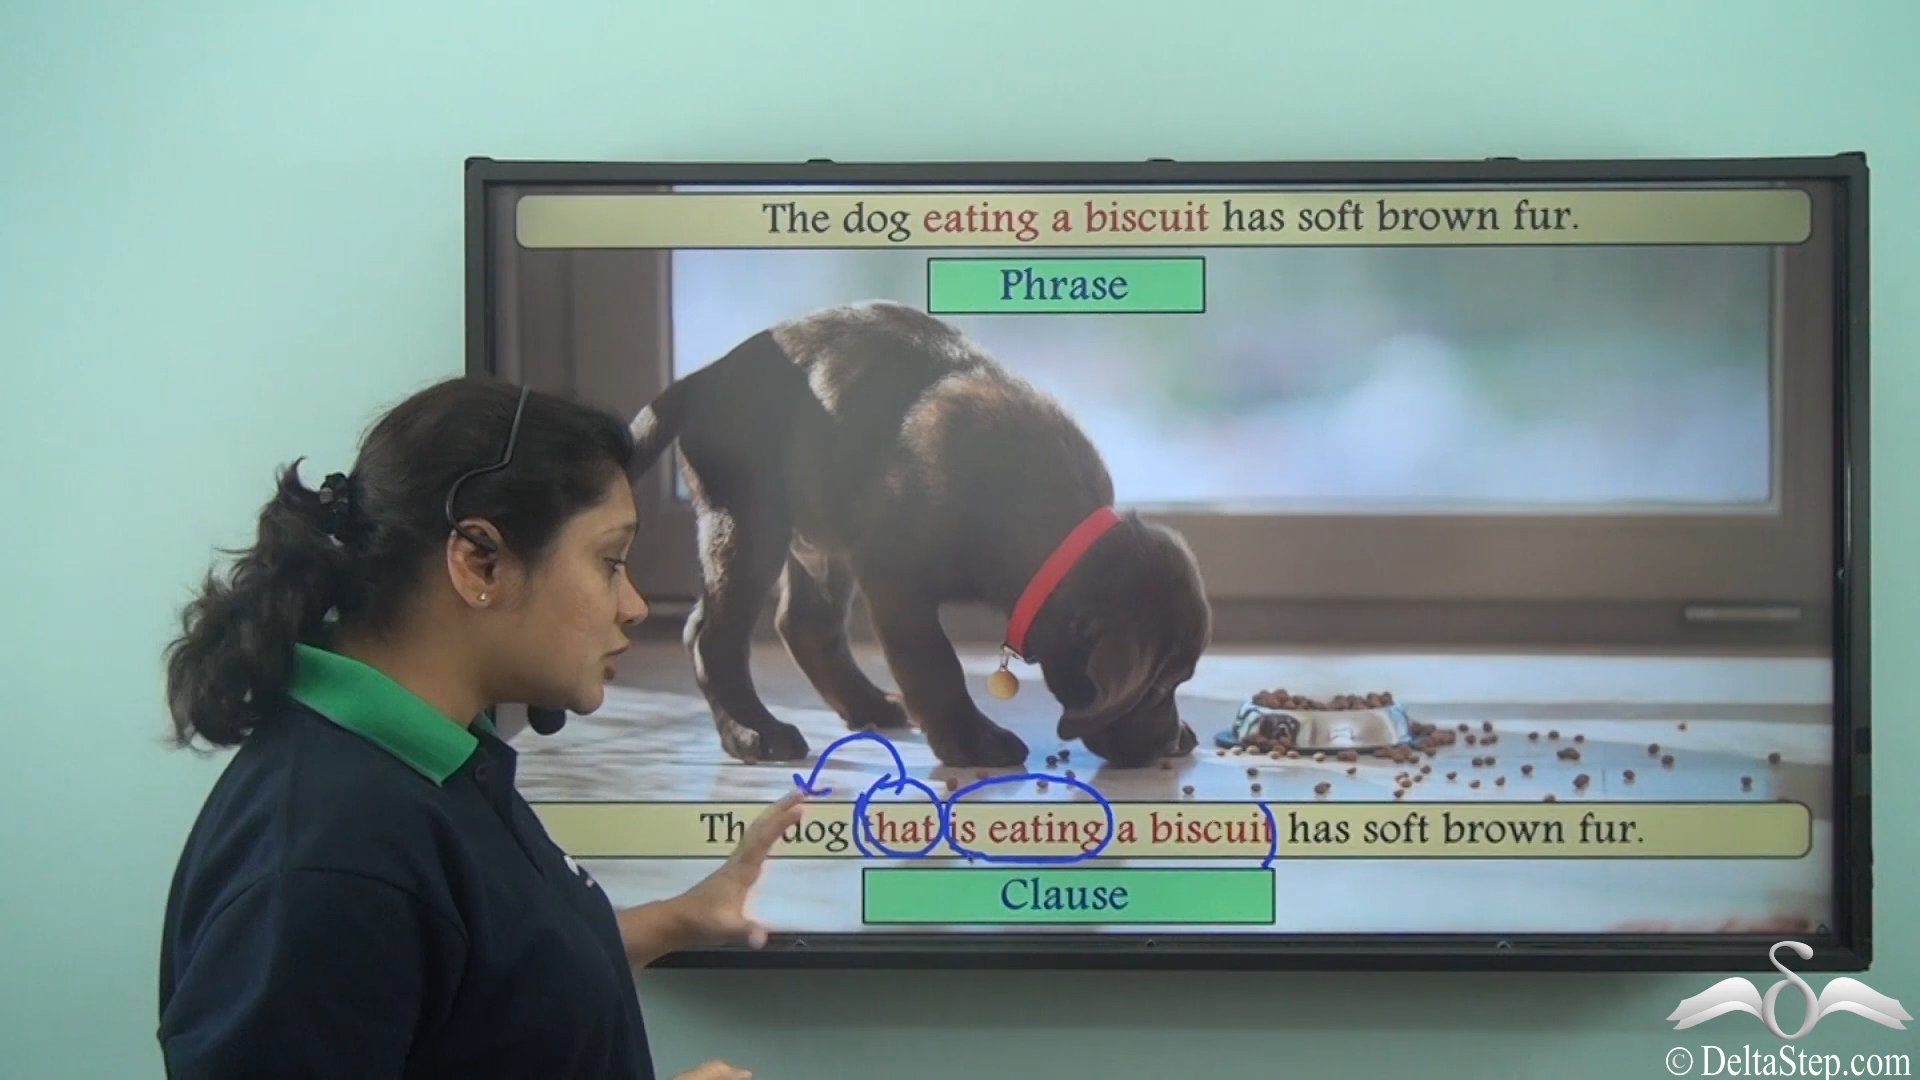 The dog eating a biscuit has soft brown fur.
Phrase
The dog that is eating a biscuit has soft brown fur.
Clause
© DeltaStep.com